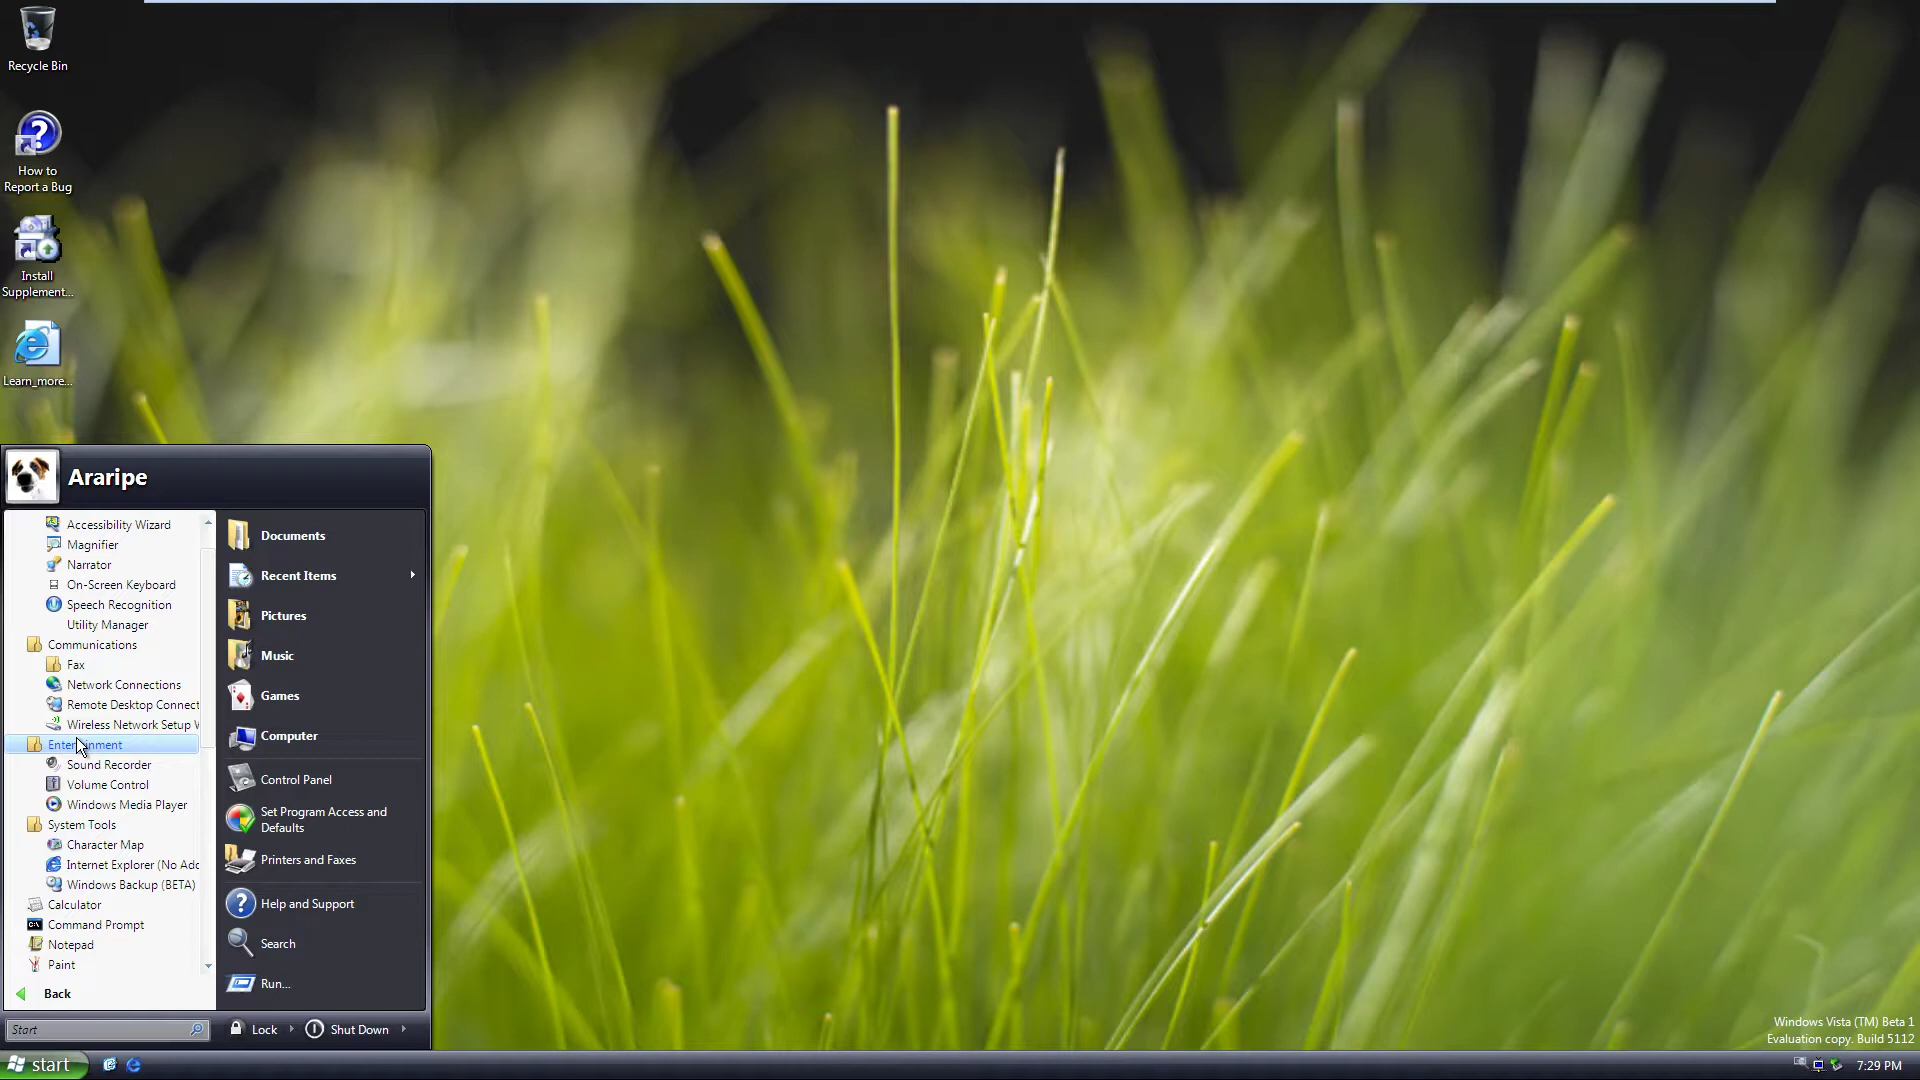 Recycle Bin
How to
Report a Bug
Install
Supplement...
Learn_more...
Araripe
Accessibility Wizard
Magnifier
Narrator
On-Screen Keyboard
Speech Recognition
Utility Manager
Communications
Fax
Network Connections
Remote Desktop Connect
Wireless Network Setup W
Entertainment
Sound Recorder
Volume Control
Windows Media Player
System Tools
Character Map
Internet Explorer (No Add
Windows Backup (BETA)
Calculator
Command Prompt
Notepad
Paint
Back
Start
Documents
Recent Items
Pictures
Music
Games
Computer
Control Panel
Set Program Access and
Defaults
Printers and Faxes
Help and Support
Search
Run...
Lock
Shut Down
Windows Vista (TM) Beta 1
Evaluation copy. Build 5112
start
7:29 PM